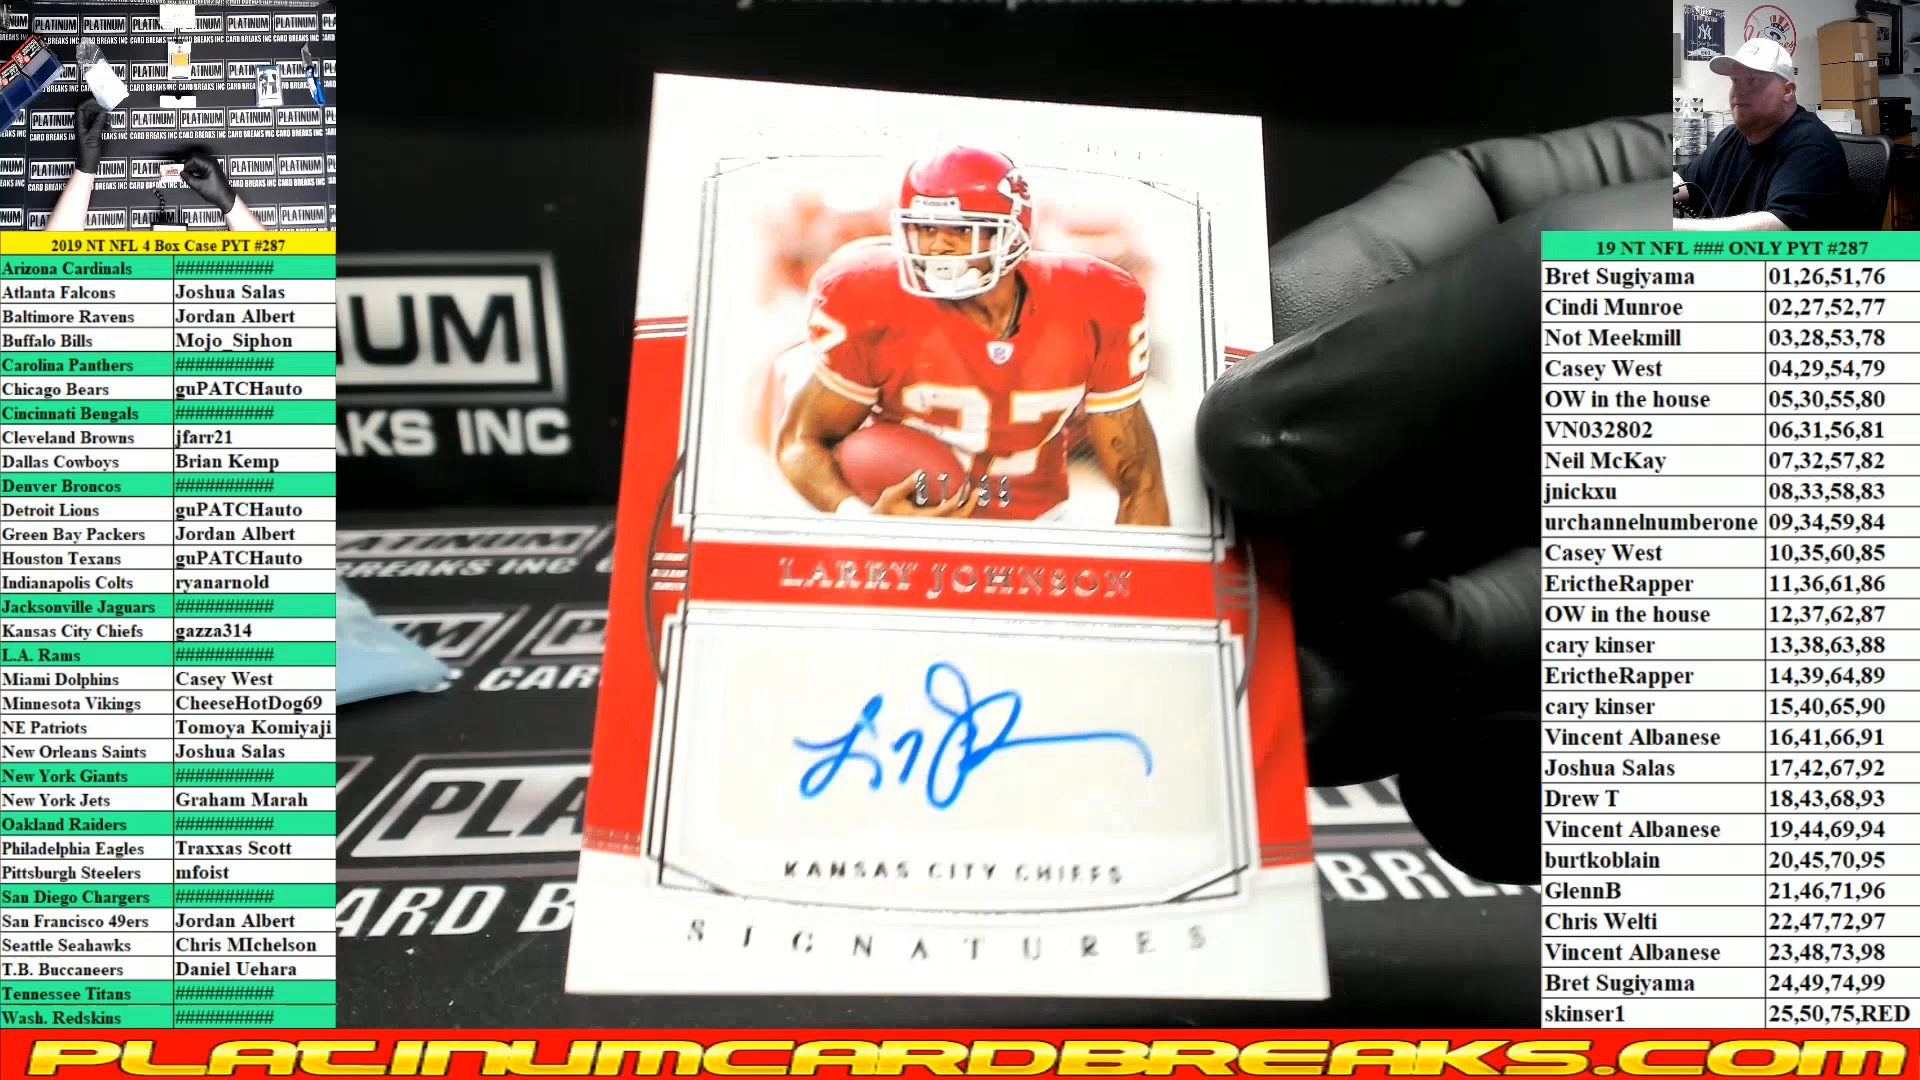 2019 NT NFL 4 Box Case PYT #287
Arizona Cardinals ##########
Atlanta Falcons Joshua Salas
Baltimore Ravens Jordan Albert
Buffalo Bills Mojo_Siphon
Carolina Panthers ##########
Chicago Bears guPATCHauto
Cincinnati Bengals ##########
Cleveland Browns jfarr21
Dallas Cowboys Brian Kemp
Denver Broncos ##########
Detroit Lions guPATCHauto
Green Bay Packers Jordan Albert
Houston Texans guPATCHauto
Indianapolis Colts ryanarnold
Jacksonville Jaguars ##########
Kansas City Chiefs gazza314
L.A. Rams ##########
Miami Dolphins Casey West
Minnesota Vikings CheeseHotDog69
NE Patriots Tomoya Komiyaji
New Orleans Saints Joshua Salas
New York Giants ##########
New York Jets Graham Marah
Oakland Raiders ##########
Philadelphia Eagles Traxxas Scott
Pittsburgh Steelers mfoist
San Diego Chargers ##########
San Francisco 49ers Jordan Albert
Seattle Seahawks Chris MIchelson
T.B. Buccaneers Daniel Uehara
Tennessee Titans ##########
Wash. Redskins ##########
27
LARRY JOHNSON
KANSAS CITY CHIEFS
SIGNATURES
19 NT NFL ### ONLY PYT #287
Bret Sugiyama 01,26,51,76
Cindi Munroe 02,27,52,77
Not Meekmill 03,28,53,78
Casey West 04,29,54,79
OW in the house 05,30,55,80
VN032802 06,31,56,81
Neil McKay 07,32,57,82
jnickxu 08,33,58,83
urchannelnumberone 09,34,59,84
Casey West 10,35,60,85
ErictheRapper 11,36,61,86
OW in the house 12,37,62,87
cary kinser 13,38,63,88
ErictheRapper 14,39,64,89
cary kinser 15,40,65,90
Vincent Albanese 16,41,66,91
Joshua Salas 17,42,67,92
Drew T 18,43,68,93
Vincent Albanese 19,44,69,94
burtkoblain 20,45,70,95
GlennB 21,46,71,96
Chris Welti 22,47,72,97
Vincent Albanese 23,48,73,98
Bret Sugiyama 24,49,74,99
skinser1 25,50,75,RED
PLATINUMCARDBREAKS.COM